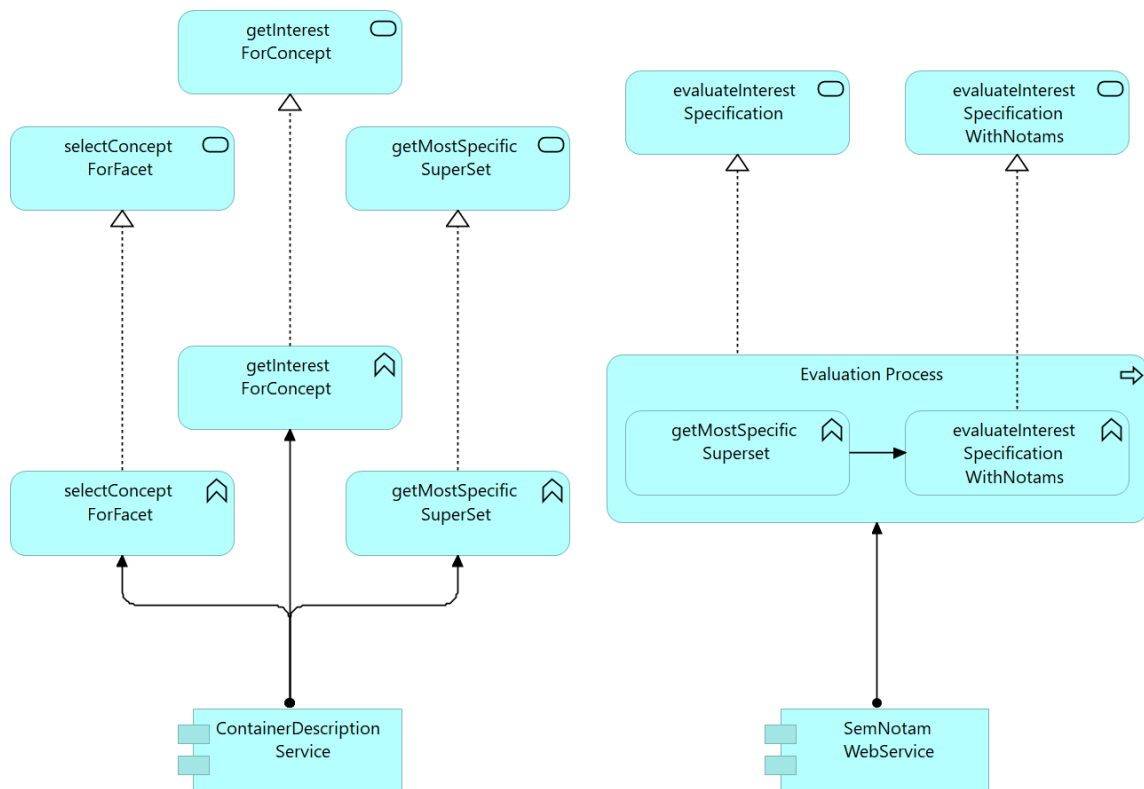 getInterest
ForConcept
selectConcept
ForFacet
getMostSpecific
SuperSet
getInterest
ForConcept
selectConcept
ForFacet
getMostSpecific
SuperSet
ContainerDescription
Service
evaluateInterest
Specification
evaluateInterest
Specification
WithNotams
Evaluation Process
getMostSpecific
Superset
evaluateInterest
Specification
WithNotams
SemNotam
WebService